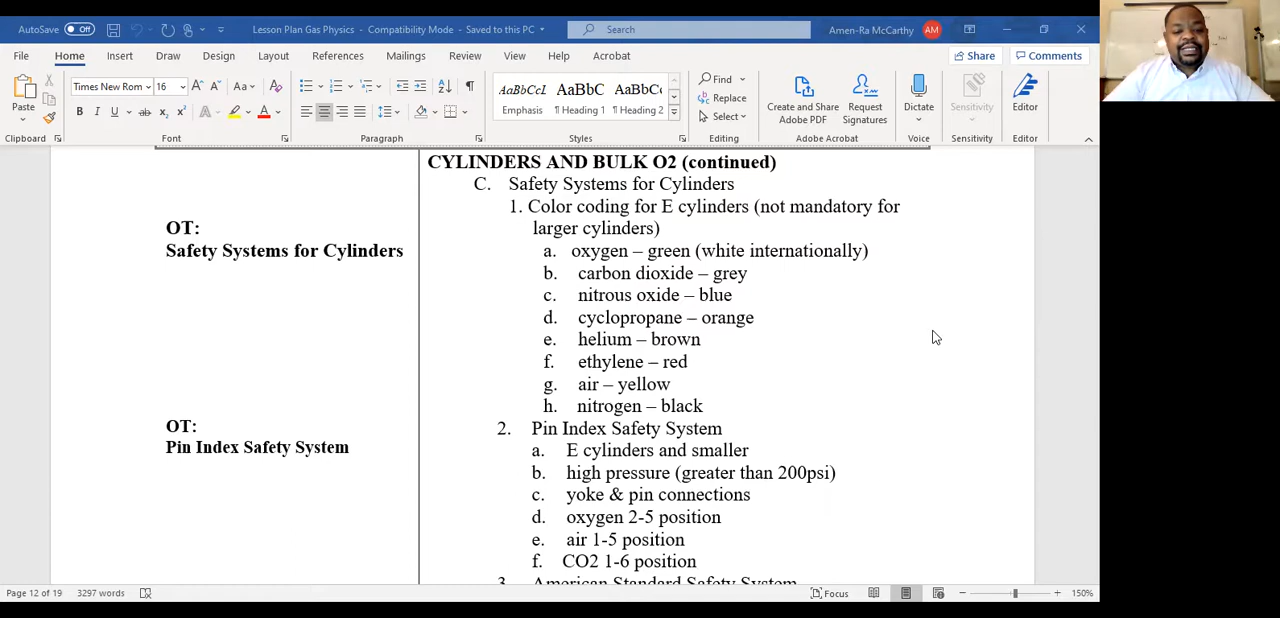 AutoSave Off
Lesson Plan Gas Physics - Compatibility Mode - Saved to this PC
Search
Amen-Ra McCarthy AM
File Home Insert Draw Design Layout References Mailings Review View Help Acrobat Share Comments
Times New Rom 16
Paste
Clipboard
Font
Paragraph
AaBbCcI AaBbC AaBbCc
Emphasis ¶ Heading 1 ¶ Heading 2
Styles
Find
Replace
Select
Editing
Create and Share Adobe PDF
Request Signatures
Adobe Acrobat
Dictate
Voice
Sensitivity
Sensitivity
Editor
Editor
CYLINDERS AND BULK O2 (continued)
C. Safety Systems for Cylinders
1. Color coding for E cylinders (not mandatory for
larger cylinders)
OT:
Safety Systems for Cylinders
a. oxygen – green (white internationally)
b. carbon dioxide – grey
c. nitrous oxide – blue
d. cyclopropane – orange
e. helium – brown
f. ethylene – red
g. air – yellow
h. nitrogen – black
OT:
Pin Index Safety System
2. Pin Index Safety System
a. E cylinders and smaller
b. high pressure (greater than 200psi)
c. yoke & pin connections
d. oxygen 2-5 position
e. air 1-5 position
f. CO2 1-6 position
3. American Standard Safety System
Page 12 of 19 3297 words
Focus
150%